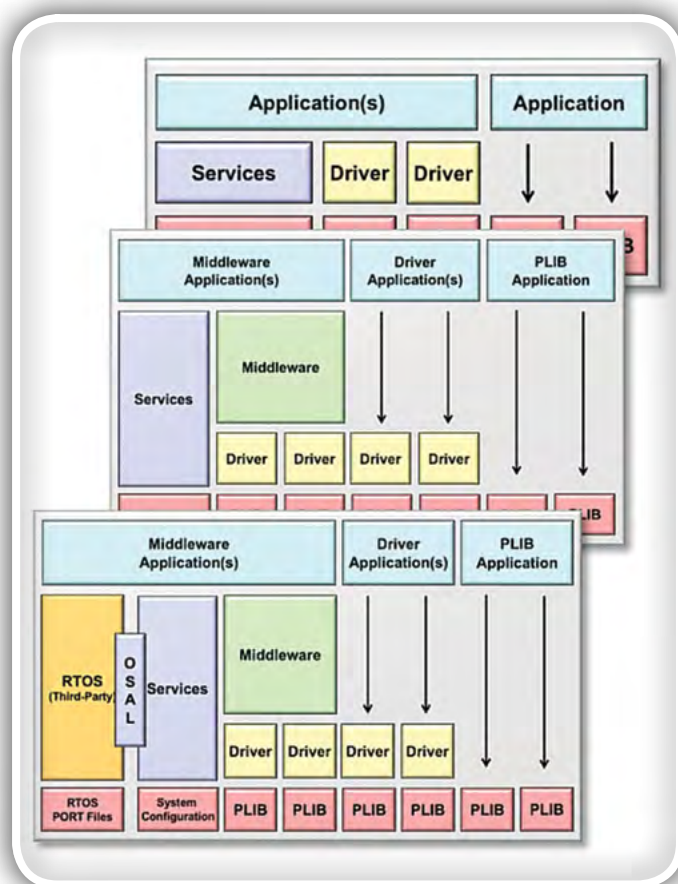 Application(s)
Application
Services
Driver
Driver
Middleware
Application(s)
Driver
Application(s)
PLIB
Application
Services
Middleware
Driver
Driver
Driver
Driver
Middleware
Application(s)
Driver
Application(s)
PLIB
Application
RTOS
(Third-Party)
O
S
A
L
Services
Middleware
Driver
Driver
Driver
Driver
RTOS
PORT Files
System
Configuration
PLIB
PLIB
PLIB
PLIB
PLIB
PLIB